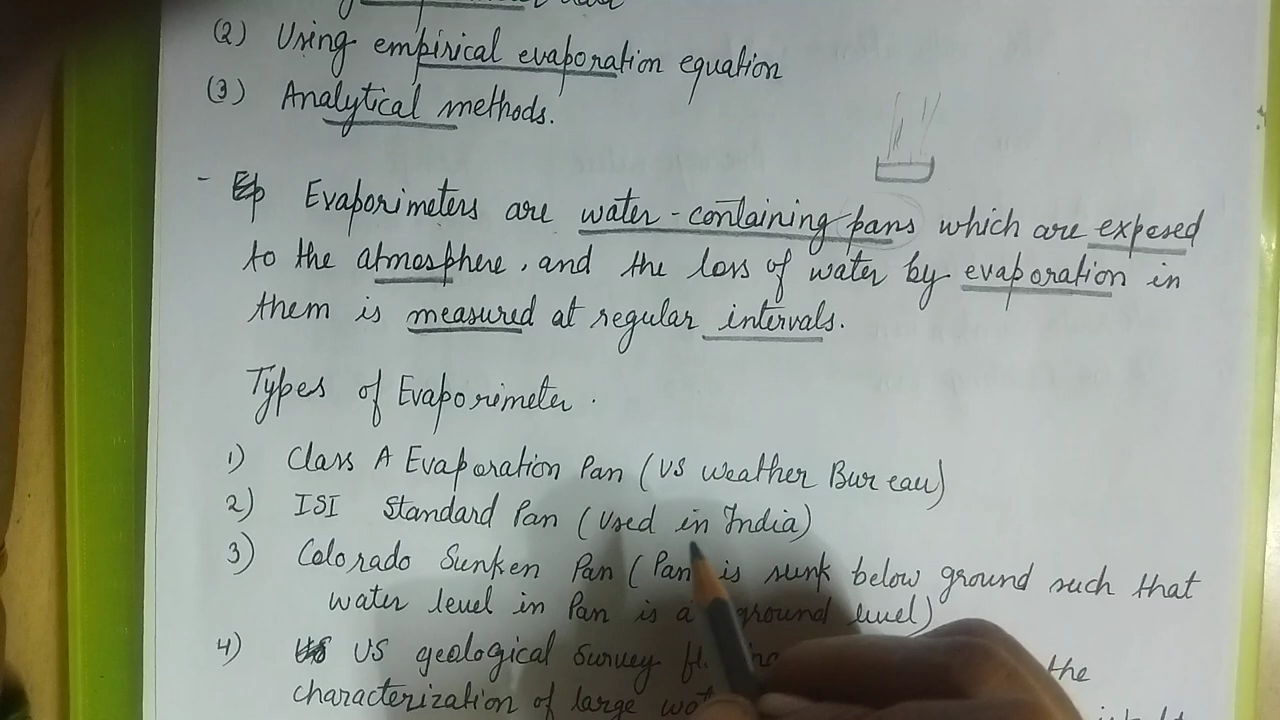 (2) Using empirical evaporation equation
(3) Analytical methods.
- Ep Evaporimeters are water-containing pans which are exposed
to the atmosphere, and the loss of water by evaporation in
them is measured at regular intervals.
Types of Evaporimeter.
1) Class A Evaporation Pan (US Weather Bureau)
2) ISI Standard Pan (Used in India)
3) Colorado Sunken Pan (Pan is sunk below ground such that
water level in Pan is ground level)
4) US geological Survey the
characterization of large